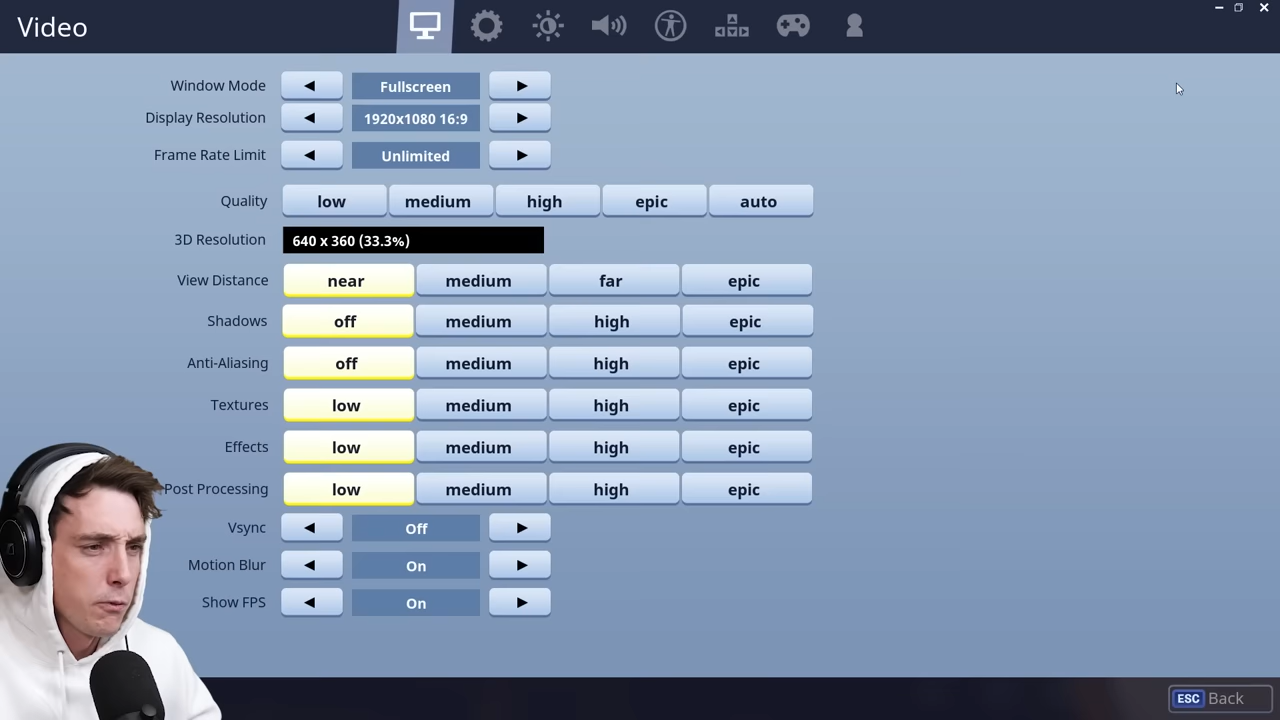 Video
Window Mode ◀ Fullscreen ▶
Display Resolution ◀ 1920x1080 16:9 ▶
Frame Rate Limit ◀ Unlimited ▶
Quality low medium high epic auto
3D Resolution 640 x 360 (33.3%)
View Distance near medium far epic
Shadows off medium high epic
Anti-Aliasing off medium high epic
Textures low medium high epic
Effects low medium high epic
Post Processing low medium high epic
Vsync ◀ Off ▶
Motion Blur ◀ On ▶
Show FPS ◀ On ▶
ESC Back